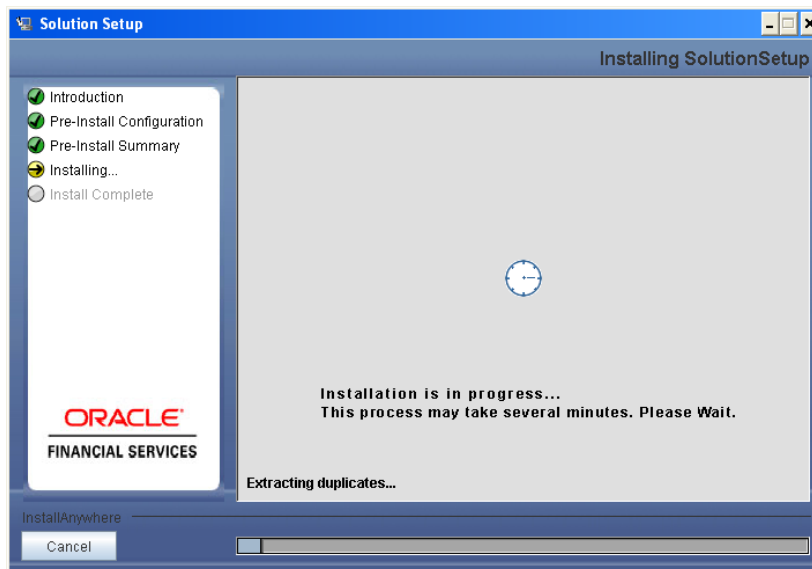 Solution Setup
Installing SolutionSetup
Introduction
Pre-Install Configuration
Pre-Install Summary
Installing...
Install Complete
Installation is in progress...
This process may take several minutes. Please Wait.
ORACLE
FINANCIAL SERVICES
Extracting duplicates...
InstallAnywhere
Cancel